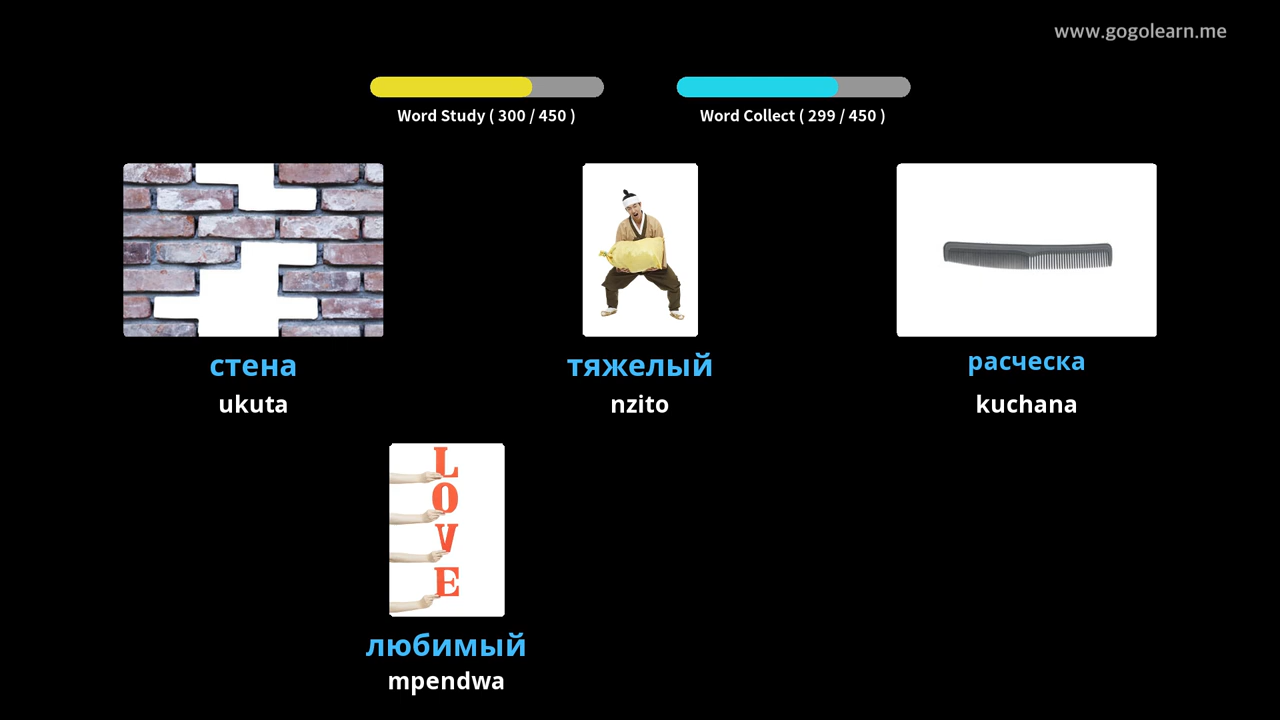 www.gogolearn.me
Word Study ( 300 / 450 )
Word Collect ( 299 / 450 )
стена
тяжелый
расческа
ukuta
nzito
kuchana
L
O
V
E
любимый
mpendwa